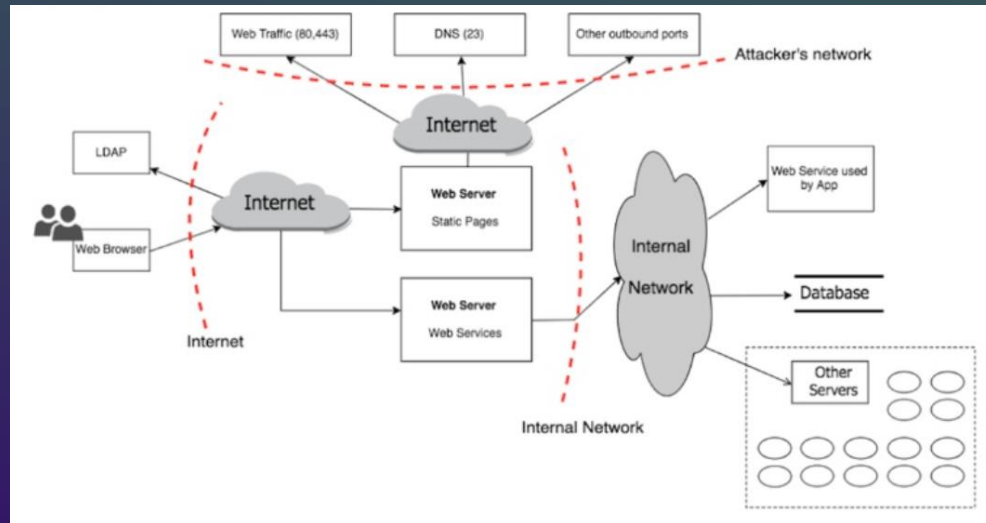 Web Traffic (80,443)
DNS (23)
Other outbound ports
Attacker's network
Internet
LDAP
Internet
Web Server
Static Pages
Web Service used
by App
Web Browser
Internal
Network
Web Server
Web Services
Database
Internet
Other
Servers
Internal Network